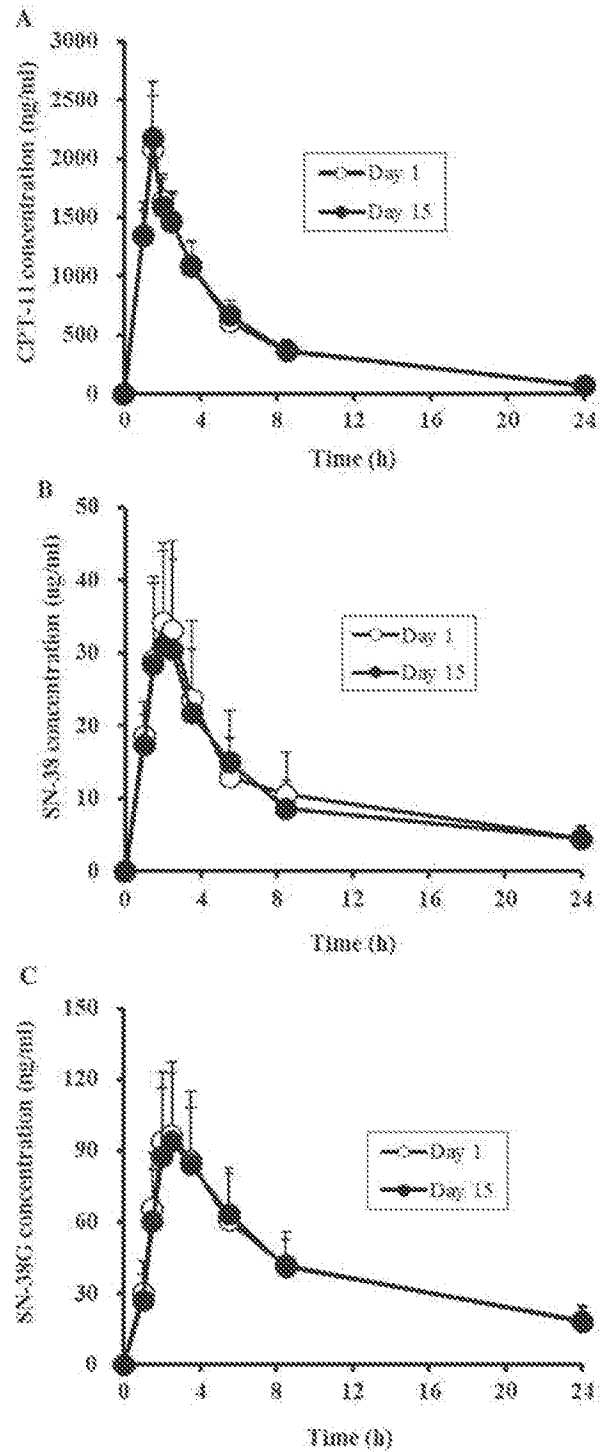 A
CPT-11 concentration (ng/ml)
3000
2500
2000
1500
1000
500
0
Day 1
Day 15
0 4 8 12 16 20 24
Time (h)
B
SN-38 concentration (ng/ml)
50
40
30
20
10
0
Day 1
Day 15
0 4 8 12 16 20 24
Time (h)
C
SN-38G concentration (ng/ml)
150
120
90
60
30
0
Day 1
Day 15
0 4 8 12 16 20 24
Time (h)